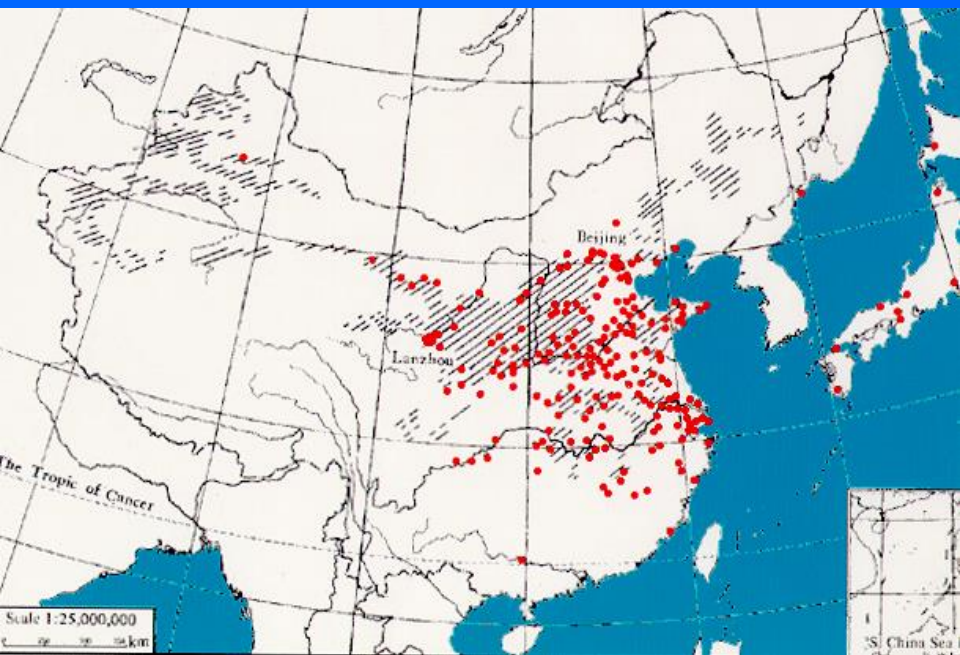 Beijing
Lanzhou
The Tropic of Cancer
Scale 1:25,000,000
km
S. China Sea